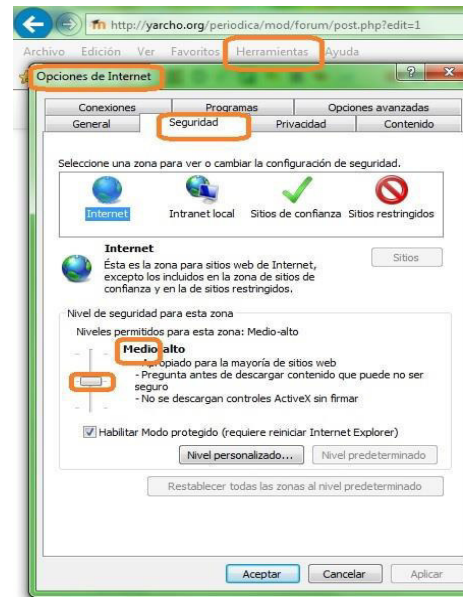 http://yarcho.org/periodica/mod/forum/post.php?edit=1
Archivo Edición Ver Favoritos Herramientas Ayuda
Opciones de Internet
Conexiones Programas Opciones avanzadas
General Seguridad Privacidad Contenido
Seleccione una zona para ver o cambiar la configuración de seguridad.
Internet Intranet local Sitios de confianza Sitios restringidos
Internet
Sitios
Ésta es la zona para sitios web de Internet,
excepto los incluidos en la zona de sitios de
confianza y en la de sitios restringidos.
Nivel de seguridad para esta zona
Niveles permitidos para esta zona: Medio-alto
Medio-alto
- Apropiado para la mayoría de sitios web
- Pregunta antes de descargar contenido que puede no ser
seguro
- No se descargan controles ActiveX sin firmar
Habilitar Modo protegido (requiere reiniciar Internet Explorer)
Nivel personalizado... Nivel predeterminado
Restablecer todas las zonas al nivel predeterminado
Aceptar Cancelar Aplicar